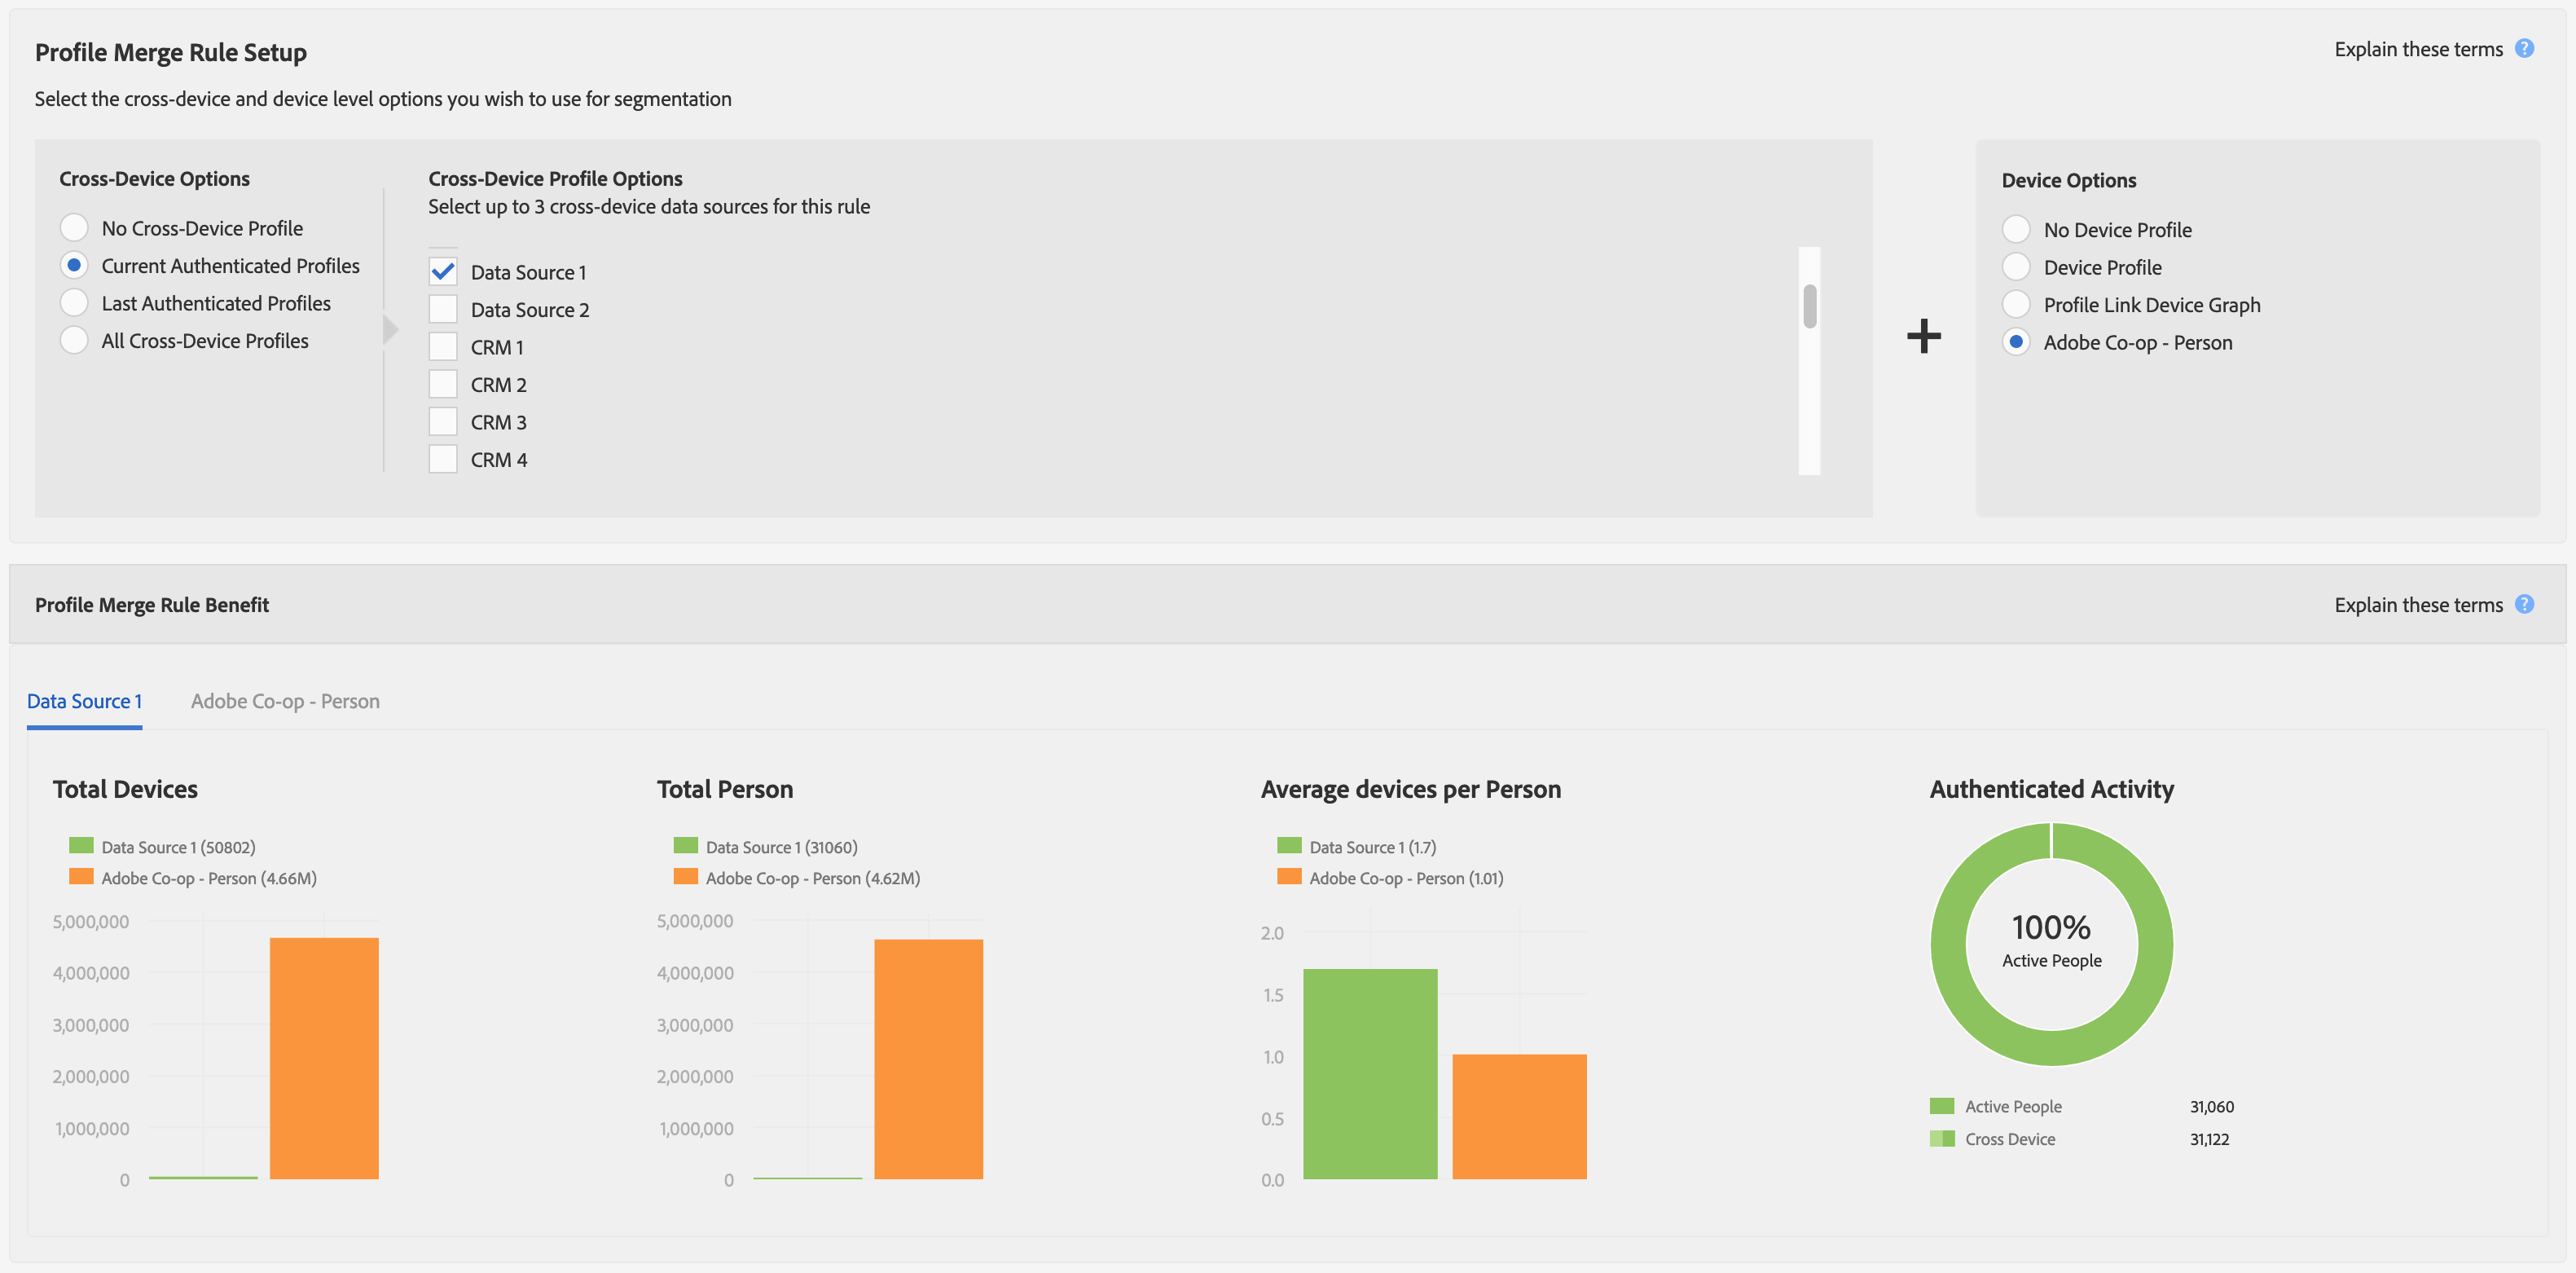 Profile Merge Rule Setup
Explain these terms ?
Select the cross-device and device level options you wish to use for segmentation
Cross-Device Options
No Cross-Device Profile
Current Authenticated Profiles
Last Authenticated Profiles
All Cross-Device Profiles
Cross-Device Profile Options
Select up to 3 cross-device data sources for this rule
Data Source 1
Data Source 2
CRM 1
CRM 2
CRM 3
CRM 4
+
Device Options
No Device Profile
Device Profile
Profile Link Device Graph
Adobe Co-op - Person
Profile Merge Rule Benefit
Explain these terms ?
Data Source 1
Adobe Co-op - Person
Total Devices
Data Source 1 (50802)
Adobe Co-op - Person (4.66M)
5,000,000
4,000,000
3,000,000
2,000,000
1,000,000
0
Total Person
Data Source 1 (31060)
Adobe Co-op - Person (4.62M)
5,000,000
4,000,000
3,000,000
2,000,000
1,000,000
0
Average devices per Person
Data Source 1 (1.7)
Adobe Co-op - Person (1.01)
2.0
1.5
1.0
0.5
0.0
Authenticated Activity
100%
Active People
Active People 31,060
Cross Device 31,122